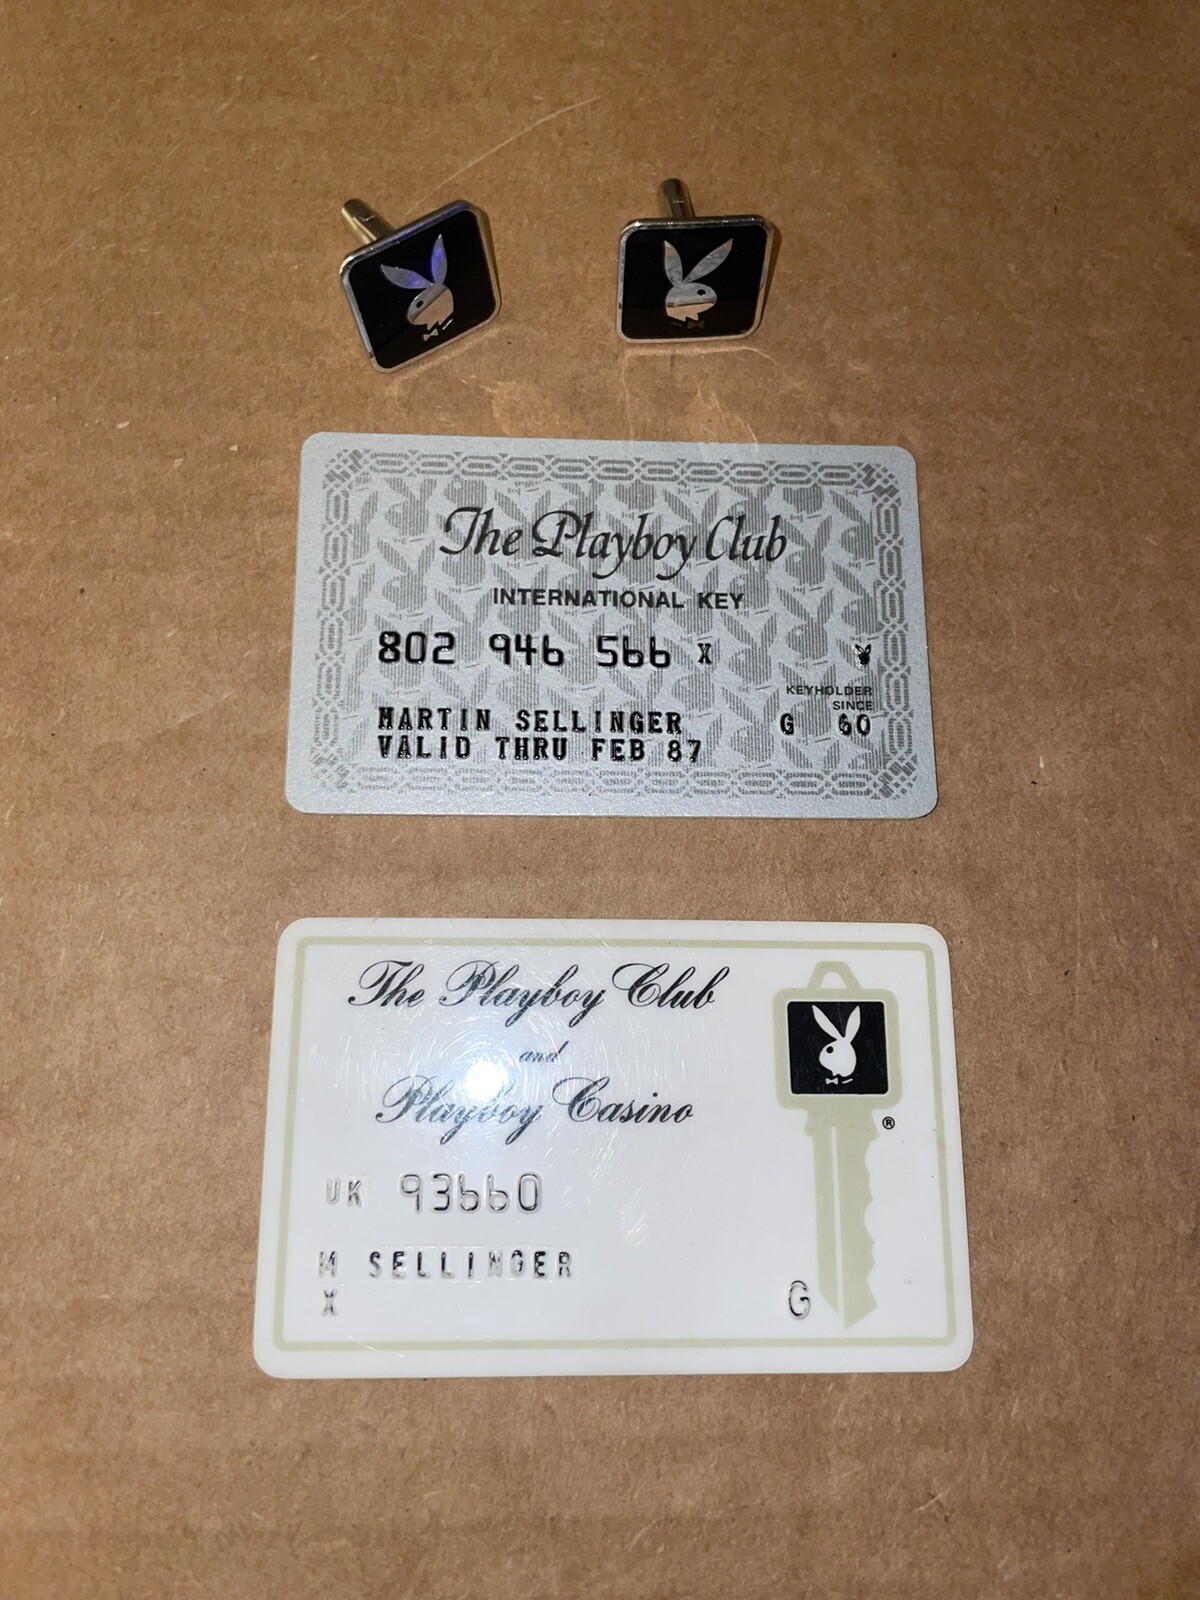 The Playboy Club
INTERNATIONAL KEY
802 946 566 X
KEYHOLDER
SINCE
MARTIN SELLINGER G 60
VALID THRU FEB 87
The Playboy Club
and
Playboy Casino
®
UK 93660
M SELLINGER
X G